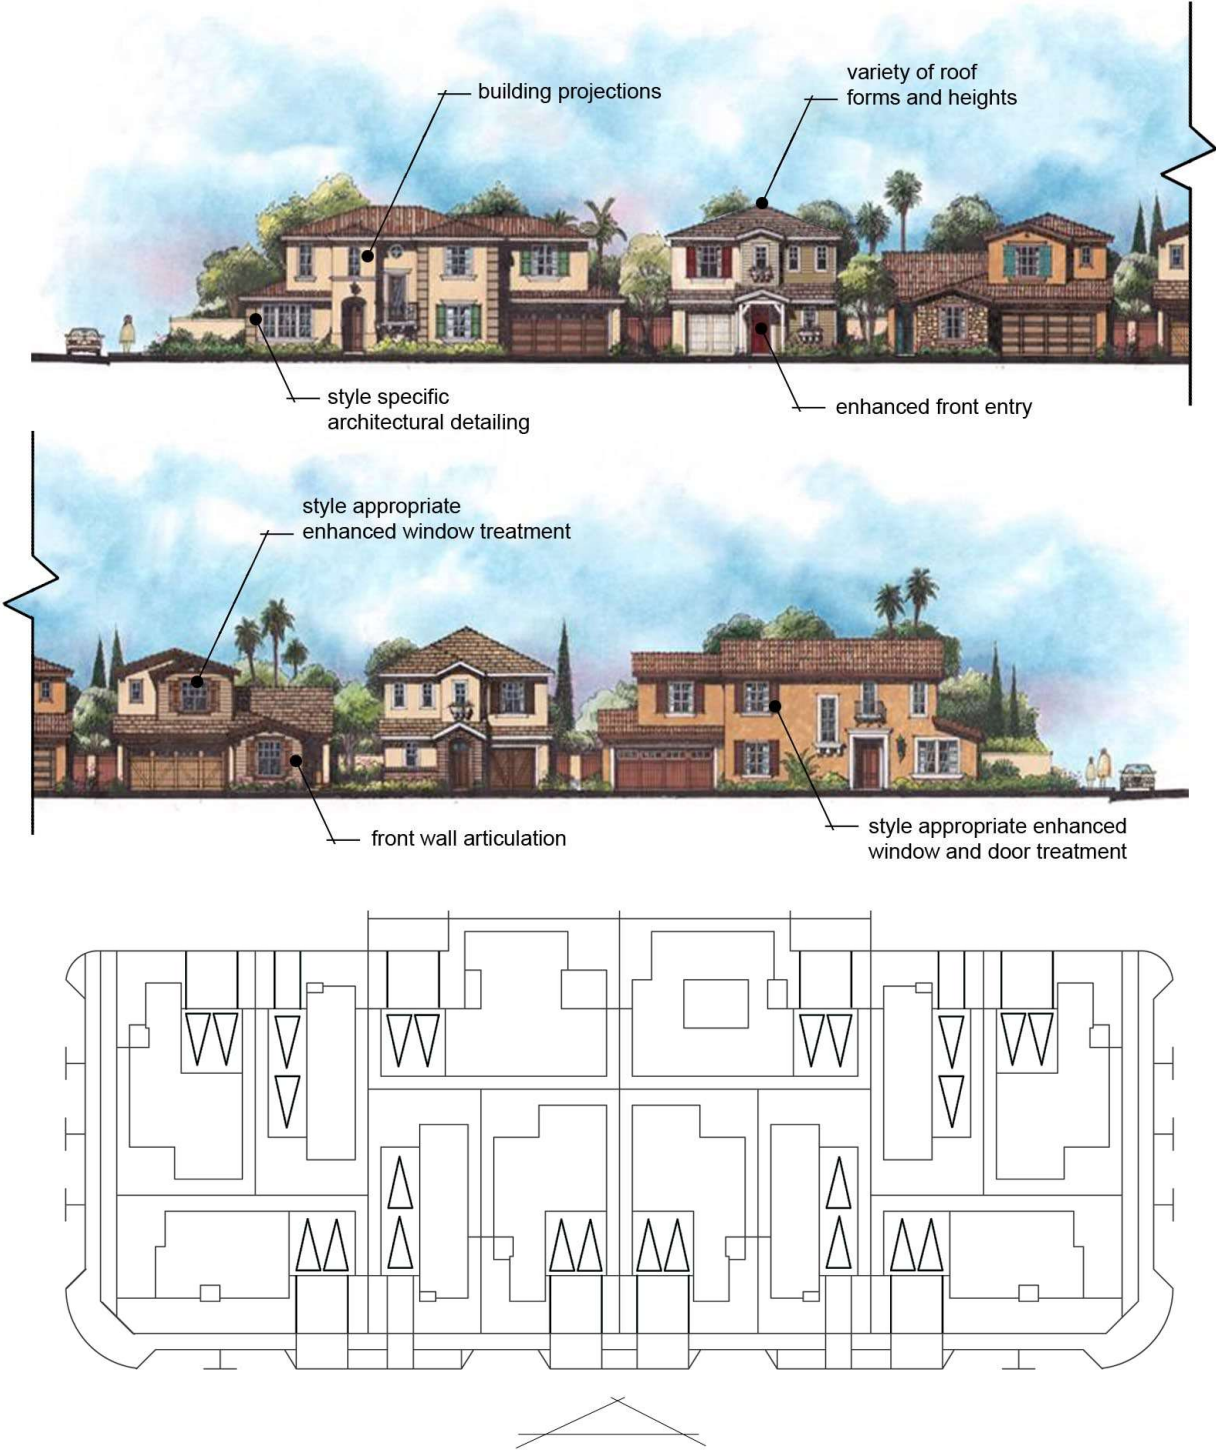 building projections
variety of roof
forms and heights
style specific
architectural detailing
enhanced front entry
style appropriate
enhanced window treatment
front wall articulation
style appropriate enhanced
window and door treatment